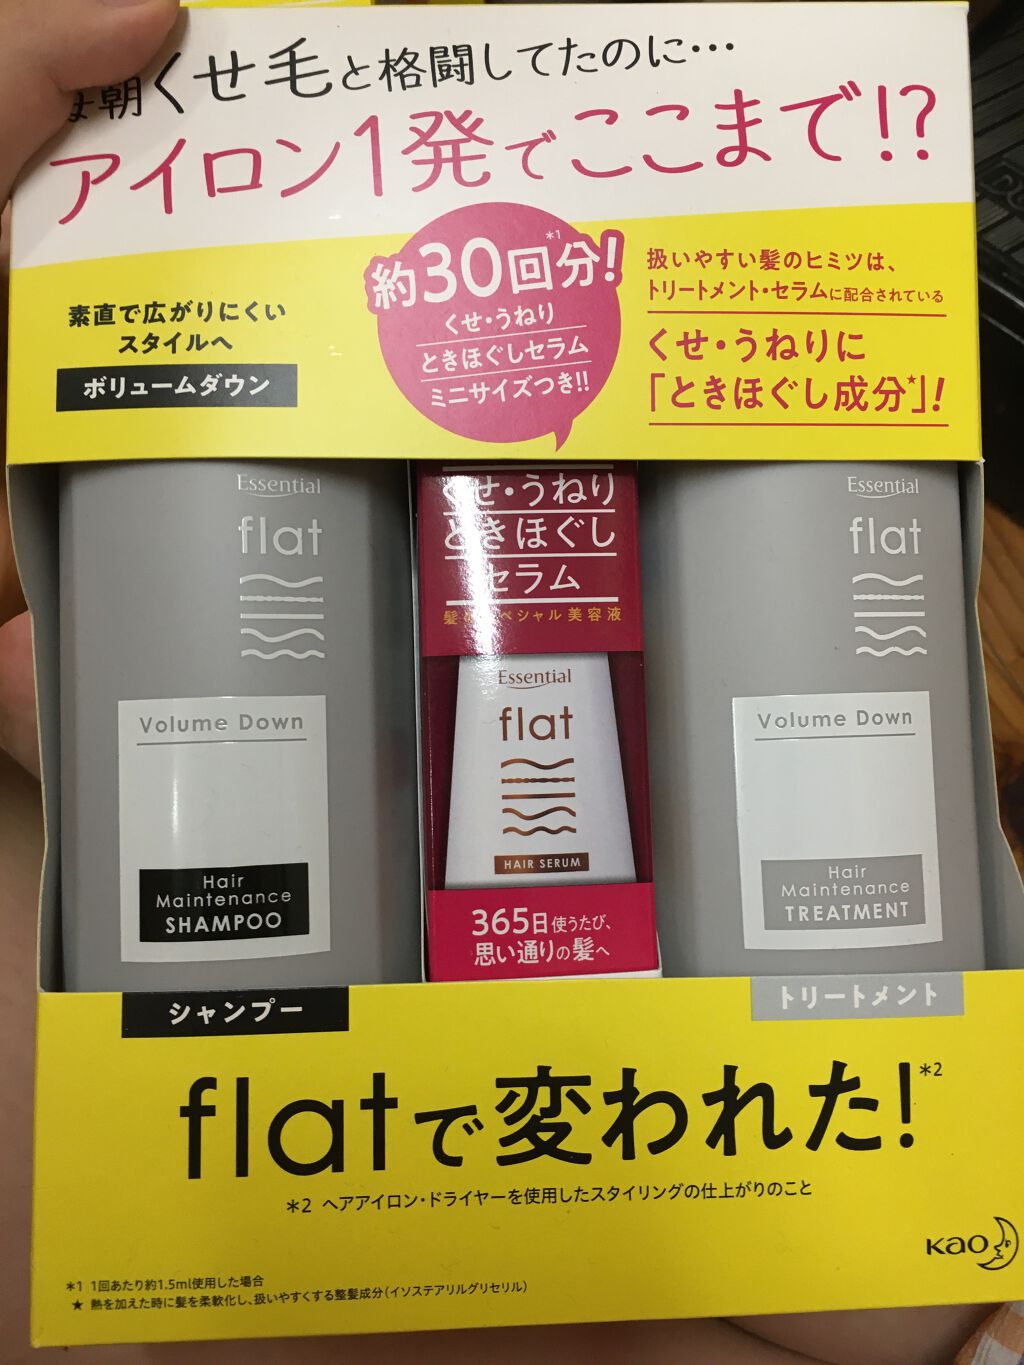 朝くせ毛と格闘してたのに…
アイロン1発でここまで!?
素直で広がりにくい
スタイルへ
ボリュームダウン
約30回分!*1
くせ・うねり
ときほぐしセラム
ミニサイズつき!!
扱いやすい髪のヒミツは、
トリートメント・セラムに配合されている
くせ・うねりに
「ときほぐし成分★」!
Essential
flat
Volume Down
Hair
Maintenance
SHAMPOO
くせ・うねり
ときほぐし
セラム
髪のスペシャル美容液
Essential
flat
HAIR SERUM
365日使うたび、
思い通りの髪へ
Essential
flat
Volume Down
Hair
Maintenance
TREATMENT
シャンプー
トリートメント
flatで変われた!*2
*2 ヘアアイロン・ドライヤーを使用したスタイリングの仕上がりのこと
Kao
*1 1回あたり約1.5ml使用した場合
★ 熱を加えた時に髪を柔軟化し、扱いやすくする整髪成分(イソステアリルグリセリル)